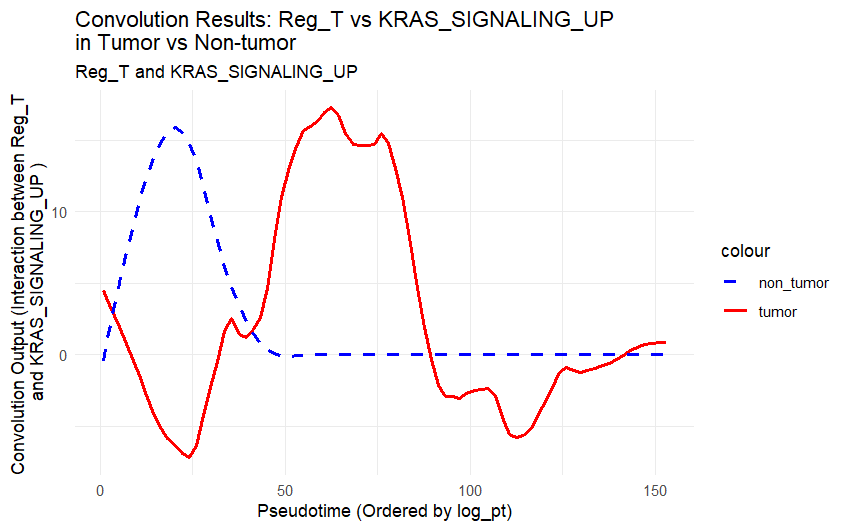 Convolution Results: Reg_T vs KRAS_SIGNALING_UP
in Tumor vs Non-tumor
Reg_T and KRAS_SIGNALING_UP
Convolution Output (Interaction between Reg_T
and KRAS_SIGNALING_UP )
10
0
0
50
100
150
Pseudotime (Ordered by log_pt)
colour
non_tumor
tumor